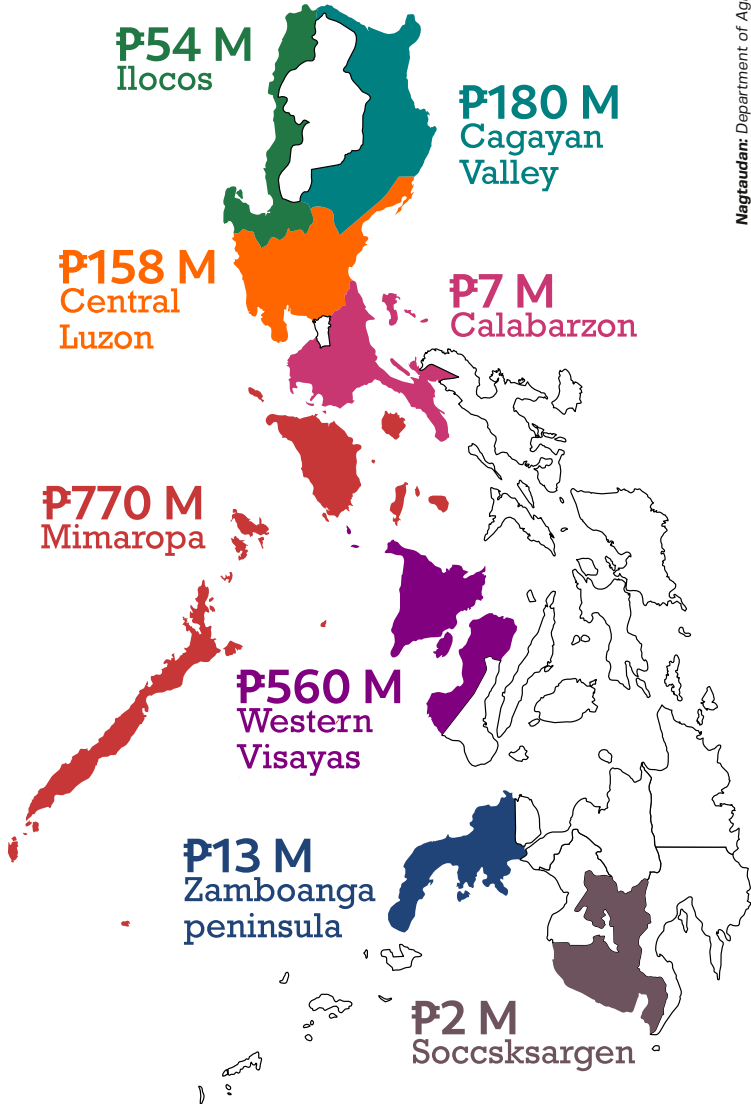 ₱54 M
Ilocos
₱180 M
Cagayan
Valley
₱158 M
Central
Luzon
₱7 M
Calabarzon
₱770 M
Mimaropa
₱560 M
Western
Visayas
₱13 M
Zamboanga
peninsula
₱2 M
Soccsksargen
Nagtaudan: Department of